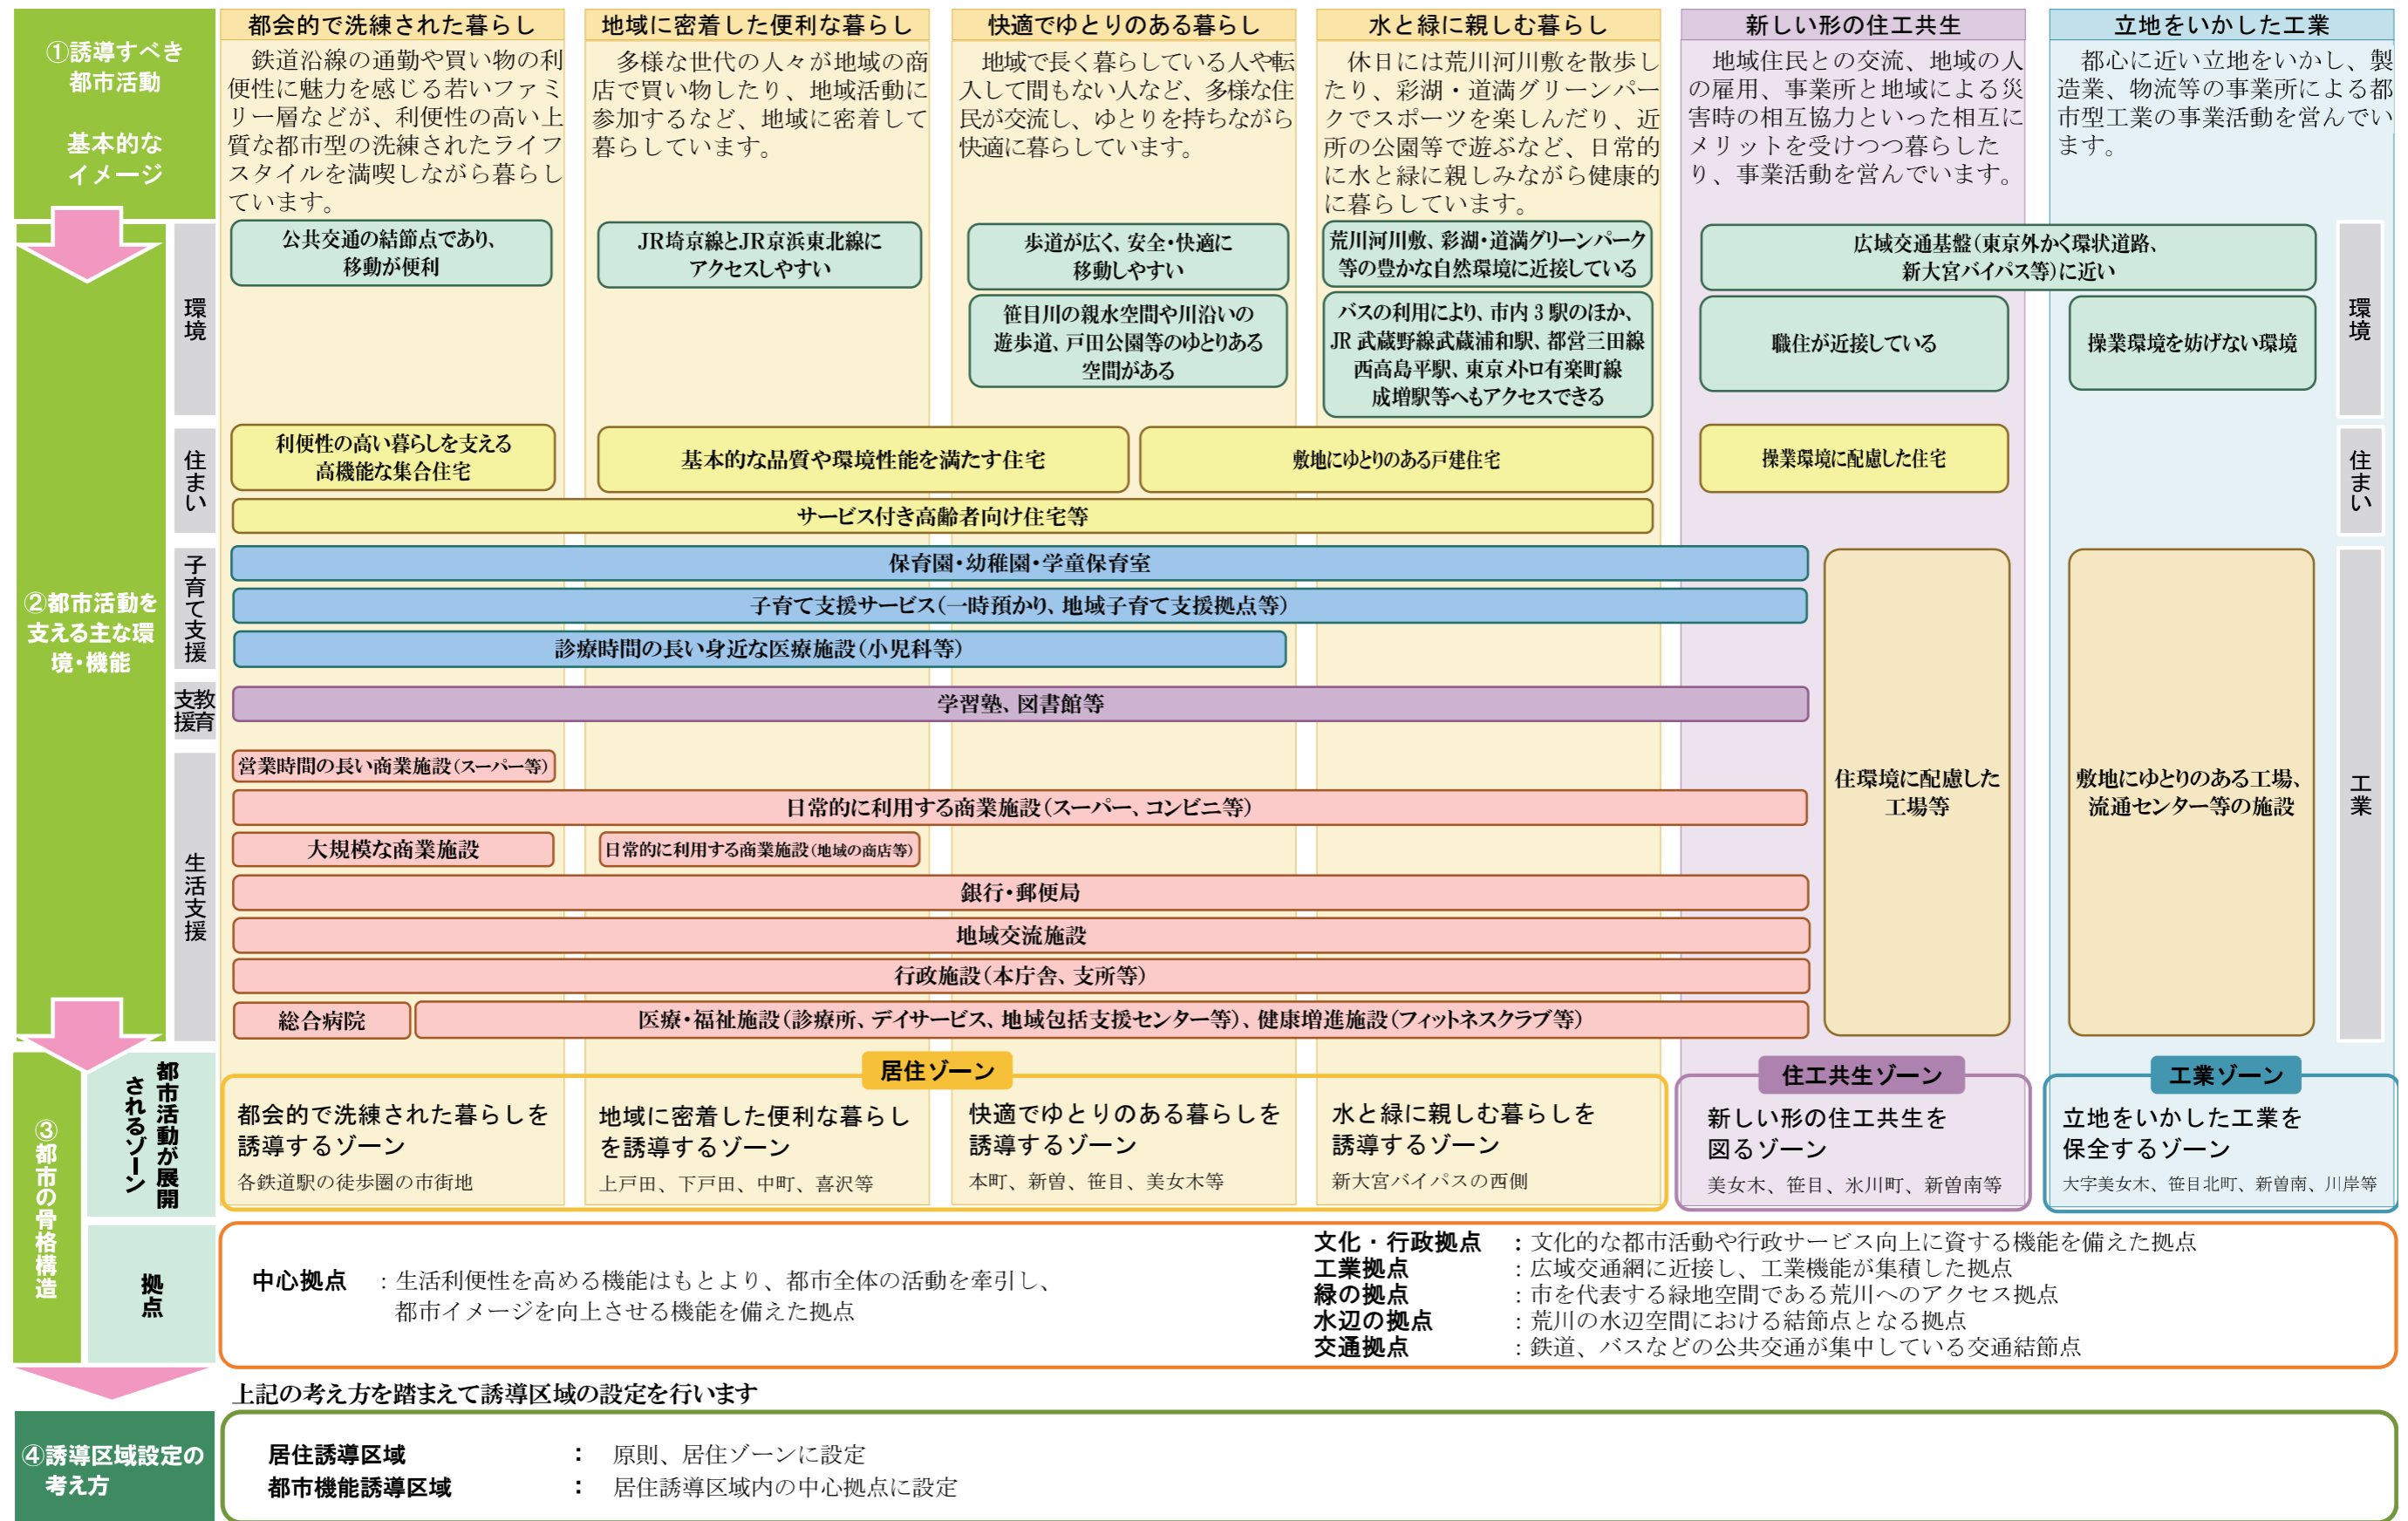 ①誘導すべき
都市活動
基本的な
イメージ
都会的で洗練された暮らし
鉄道沿線の通勤や買い物の利
便性に魅力を感じる若いファミ
リー層などが、利便性の高い上
質な都市型の洗練されたライフ
スタイルを満喫しながら暮らし
ています。
地域に密着した便利な暮らし
多様な世代の人々が地域の商
店で買い物したり、地域活動に
参加するなど、地域に密着して
暮らしています。
快適でゆとりのある暮らし
地域で長く暮らしている人や転
入して間もない人など、多様な住
民が交流し、ゆとりを持ちながら
快適に暮らしています。
水と緑に親しむ暮らし
休日には荒川河川敷を散歩し
たり、彩湖・道満グリーンパー
クでスポーツを楽しんだり、近
所の公園等で遊ぶなど、日常的
に水と緑に親しみながら健康的
に暮らしています。
新しい形の住工共生
地域住民との交流、地域の人
の雇用、事業所と地域による災
害時の相互協力といった相互に
メリットを受けつつ暮らした
り、事業活動を営んでいます。
立地をいかした工業
都心に近い立地をいかし、製
造業、物流等の事業所による都
市型工業の事業活動を営んでい
ます。
②都市活動を
支える主な環
境・機能
環境
公共交通の結節点であり、
移動が便利
JR埼京線とJR京浜東北線に
アクセスしやすい
歩道が広く、安全・快適に
移動しやすい
笹目川の親水空間や川沿いの
遊歩道、戸田公園等のゆとりある
空間がある
荒川河川敷、彩湖・道満グリーンパーク
等の豊かな自然環境に近接している
バスの利用により、市内3駅のほか、
JR武蔵野線武蔵浦和駅、都営三田線
西高島平駅、東京メトロ有楽町線
成増駅等へもアクセスできる
広域交通基盤（東京外かく環状道路、
新大宮バイパス等）に近い
職住が近接している
操業環境を妨げない環境
環境
住まい
利便性の高い暮らしを支える
高機能な集合住宅
基本的な品質や環境性能を満たす住宅
敷地にゆとりのある戸建住宅
操業環境に配慮した住宅
サービス付き高齢者向け住宅等
住まい
子育て支援
保育園・幼稚園・学童保育室
子育て支援サービス（一時預かり、地域子育て支援拠点等）
診療時間の長い身近な医療施設（小児科等）
教育支援
学習塾、図書館等
生活支援
営業時間の長い商業施設（スーパー等）
日常的に利用する商業施設（スーパー、コンビニ等）
大規模な商業施設
日常的に利用する商業施設（地域の商店等）
銀行・郵便局
地域交流施設
行政施設（本庁舎、支所等）
総合病院
医療・福祉施設（診療所、デイサービス、地域包括支援センター等）、健康増進施設（フィットネスクラブ等）
住環境に配慮した
工場等
敷地にゆとりのある工場、
流通センター等の施設
工業
③都市の骨格構造
都市活動が展開
されるゾーン
居住ゾーン
都会的で洗練された暮らしを
誘導するゾーン
各鉄道駅の徒歩圏の市街地
地域に密着した便利な暮らし
を誘導するゾーン
上戸田、下戸田、中町、喜沢等
快適でゆとりのある暮らしを
誘導するゾーン
本町、新曽、笹目、美女木等
水と緑に親しむ暮らしを
誘導するゾーン
新大宮バイパスの西側
住工共生ゾーン
新しい形の住工共生を
図るゾーン
美女木、笹目、氷川町、新曽南等
工業ゾーン
立地をいかした工業を
保全するゾーン
大字美女木、笹目北町、新曽南、川岸等
拠点
中心拠点 ：生活利便性を高める機能はもとより、都市全体の活動を牽引し、
都市イメージを向上させる機能を備えた拠点
文化・行政拠点 ：文化的な都市活動や行政サービス向上に資する機能を備えた拠点
工業拠点 ：広域交通網に近接し、工業機能が集積した拠点
緑の拠点 ：市を代表する緑地空間である荒川へのアクセス拠点
水辺の拠点 ：荒川の水辺空間における結節点となる拠点
交通拠点 ：鉄道、バスなどの公共交通が集中している交通結節点
上記の考え方を踏まえて誘導区域の設定を行います
④誘導区域設定の
考え方
居住誘導区域 ： 原則、居住ゾーンに設定
都市機能誘導区域 ： 居住誘導区域内の中心拠点に設定